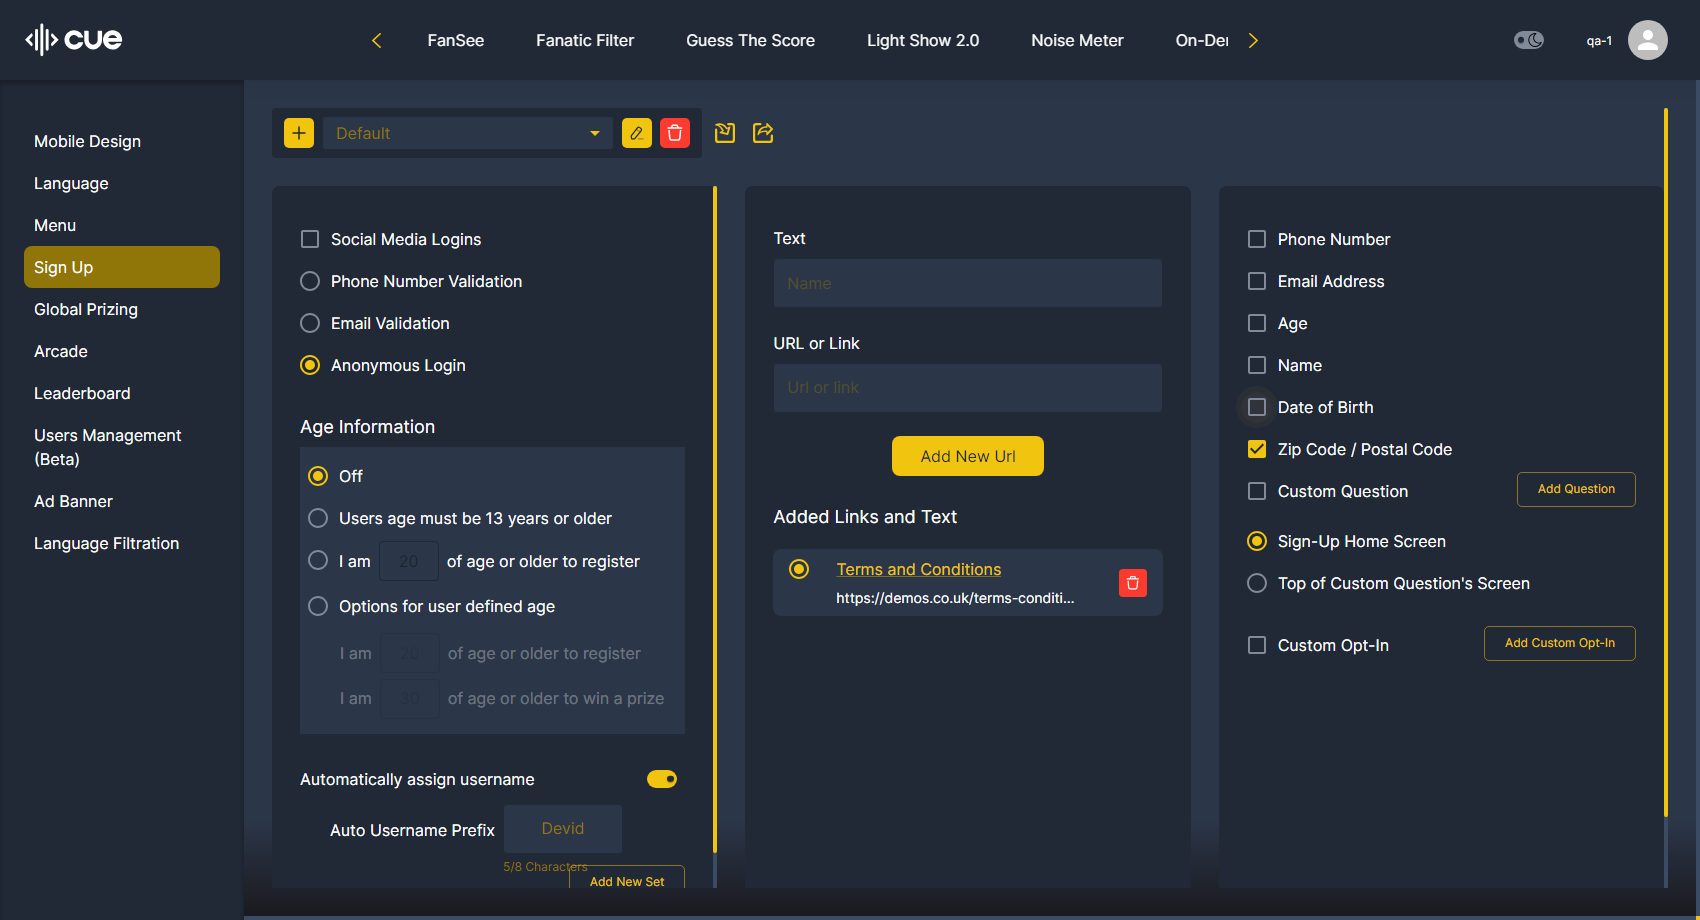 cue
FanSee
Fanatic Filter
Guess The Score
Light Show 2.0
Noise Meter
On-De
qa-1
Mobile Design
Language
Menu
Sign Up
Global Prizing
Arcade
Leaderboard
Users Management
(Beta)
Ad Banner
Language Filtration
Default
Social Media Logins
Phone Number Validation
Email Validation
Anonymous Login
Age Information
Off
Users age must be 13 years or older
I am 20 of age or older to register
Options for user defined age
I am 20 of age or older to register
I am 30 of age or older to win a prize
Automatically assign username
Auto Username Prefix Devid
5/8 Characters
Add New Set
Text
Name
URL or Link
Url or link
Add New Url
Added Links and Text
Terms and Conditions
https://demos.co.uk/terms-conditi...
Phone Number
Email Address
Age
Name
Date of Birth
Zip Code / Postal Code
Custom Question
Add Question
Sign-Up Home Screen
Top of Custom Question's Screen
Custom Opt-In
Add Custom Opt-In